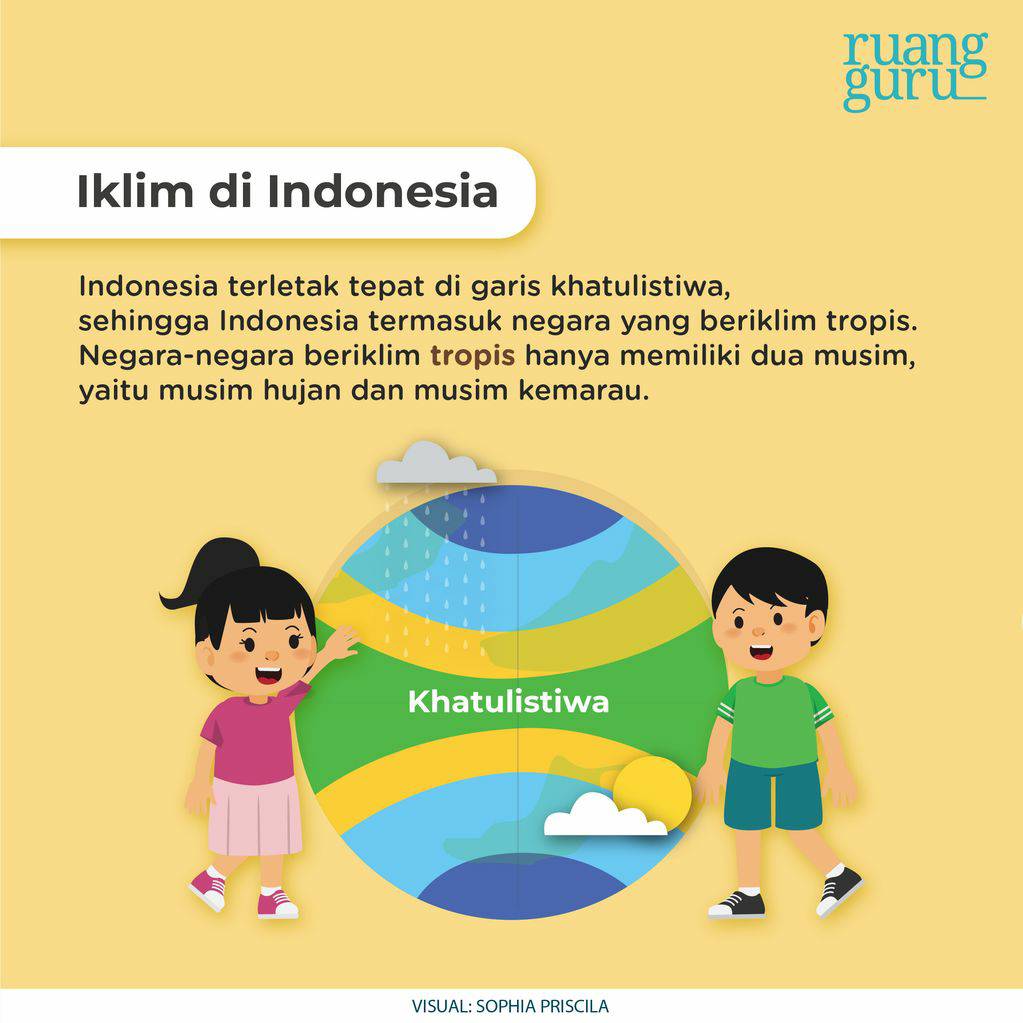 ruang
guru
Iklim di Indonesia
Indonesia terletak tepat di garis khatulistiwa,
sehingga Indonesia termasuk negara yang beriklim tropis.
Negara-negara beriklim tropis hanya memiliki dua musim,
yaitu musim hujan dan musim kemarau.
Khatulistiwa
VISUAL: SOPHIA PRISCILA